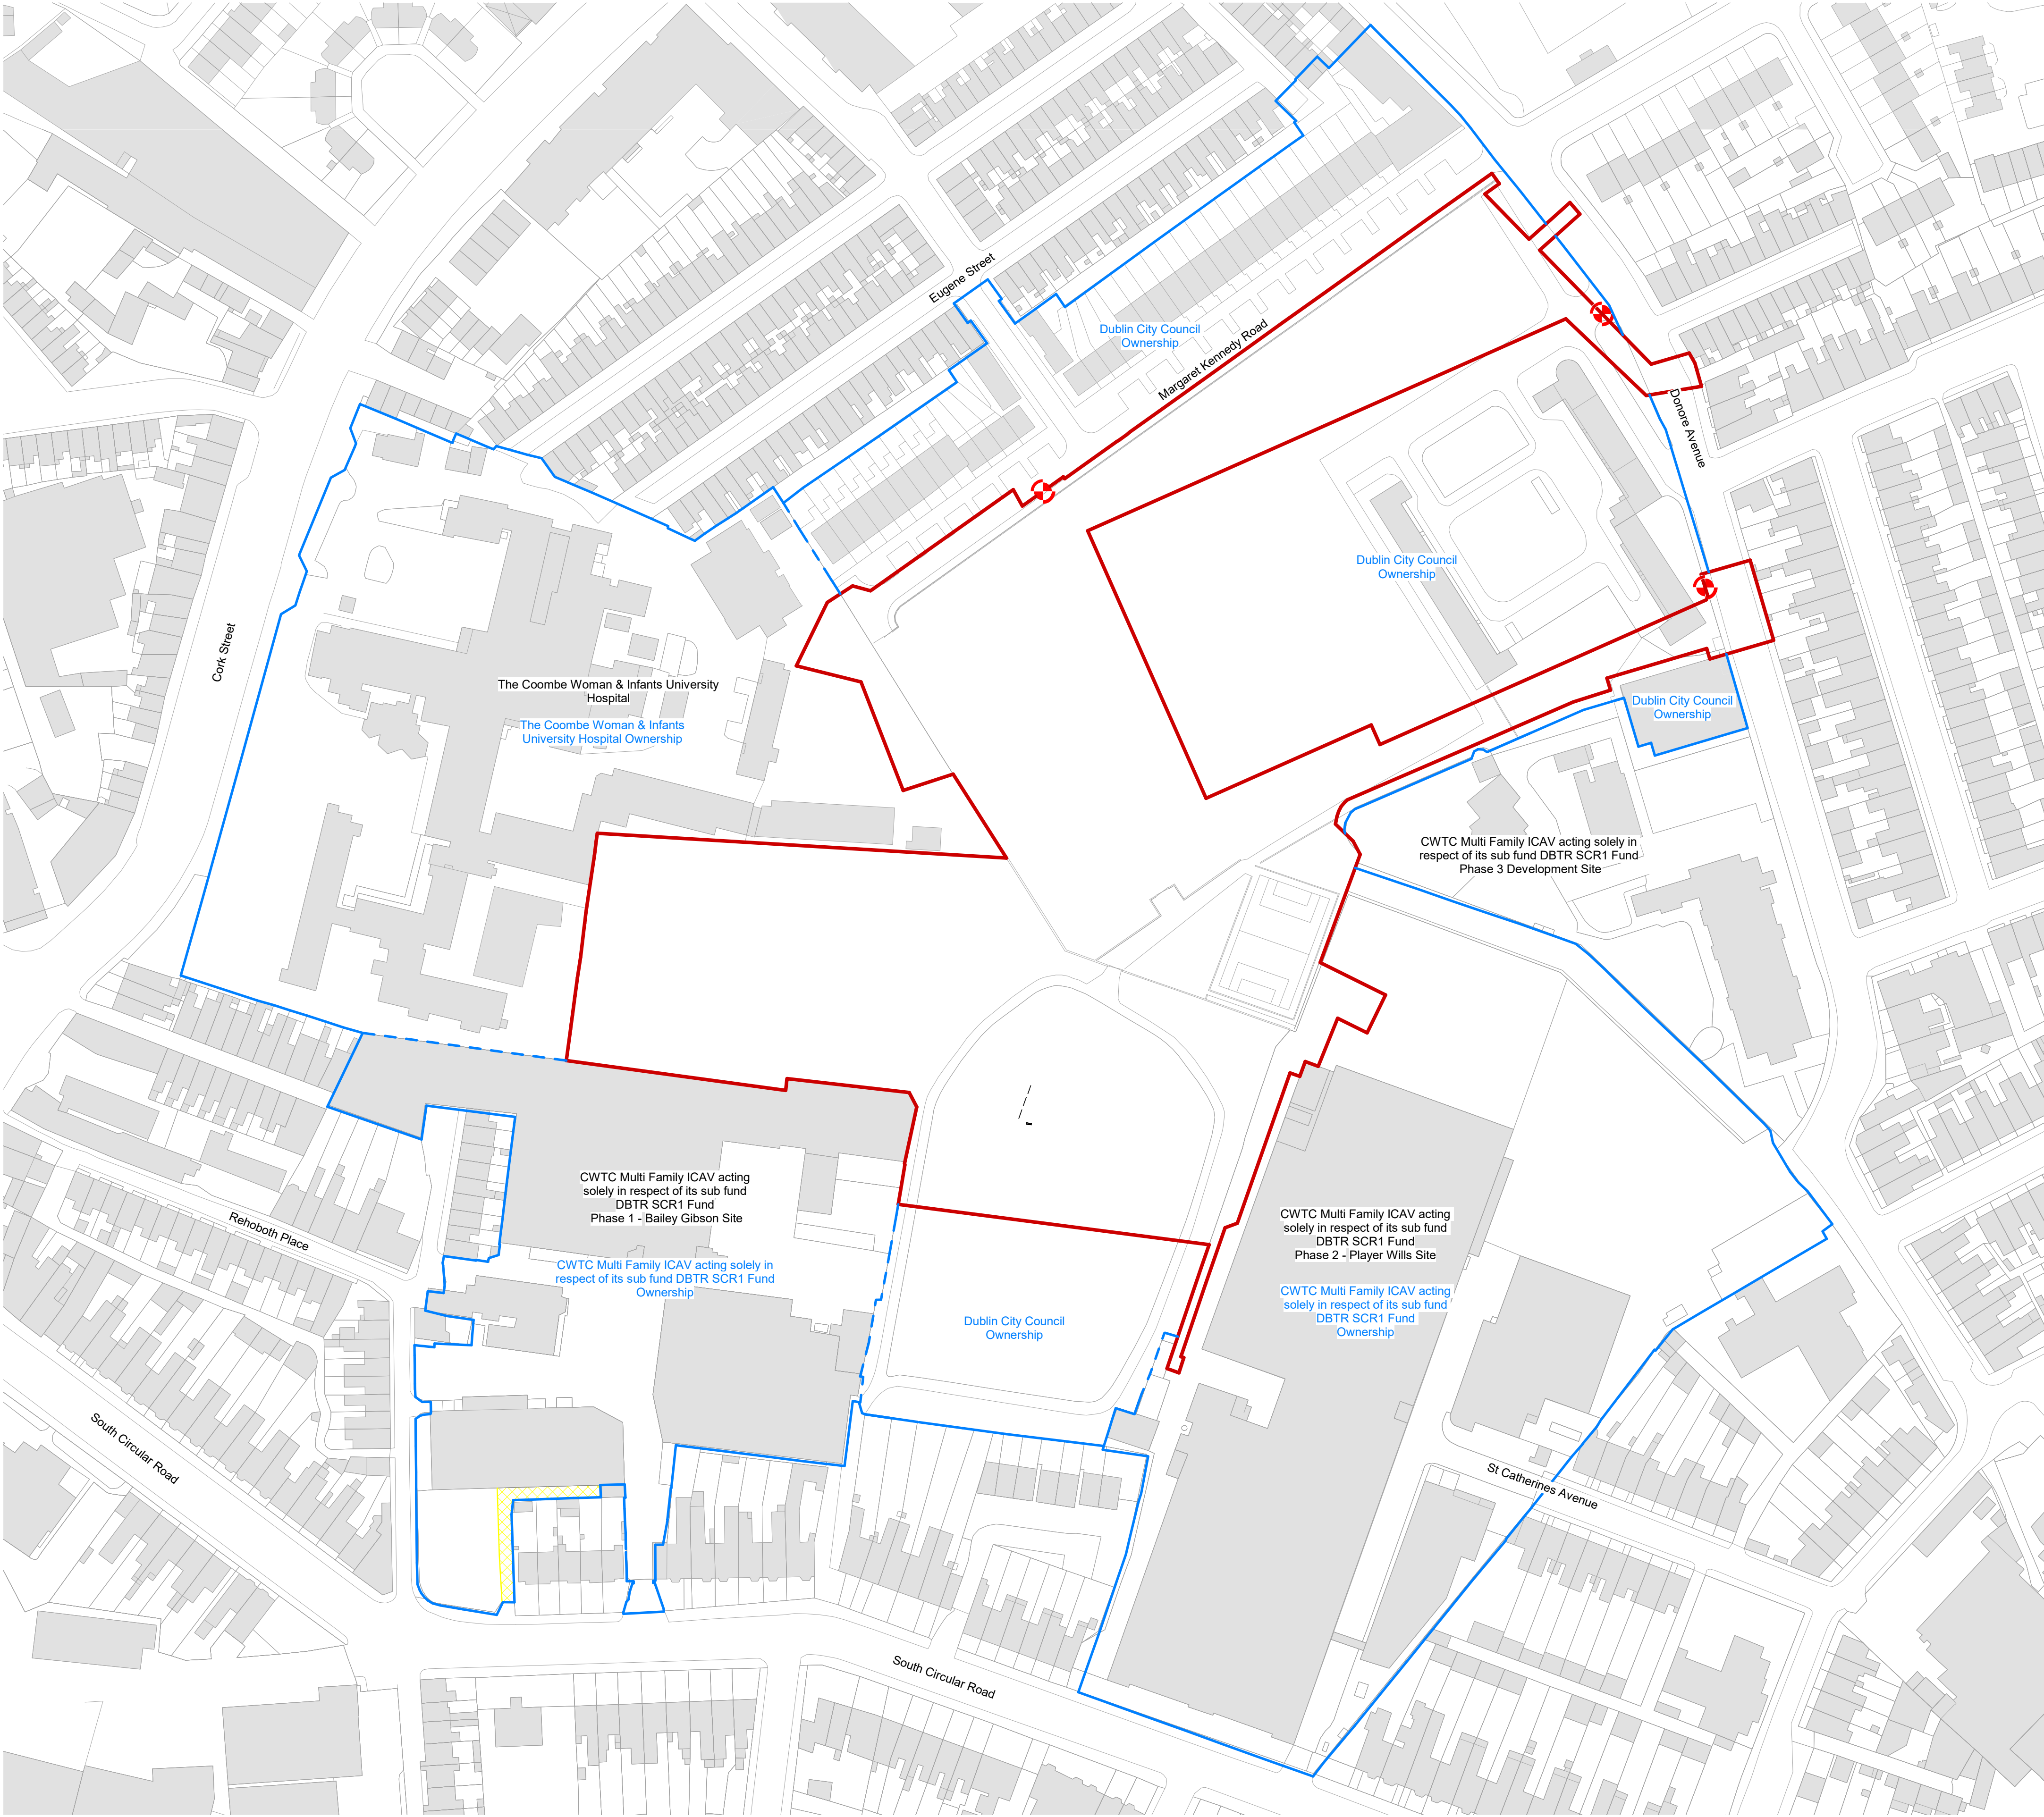 Eugene Street
Dublin City Council
Ownership
Margaret Kennedy Road
Donore Avenue
Dublin City Council
Ownership
Cork Street
The Coombe Woman & Infants University
Hospital
The Coombe Woman & Infants
University Hospital Ownership
Dublin City Council
Ownership
CWTC Multi Family ICAV acting solely in
respect of its sub fund DBTR SCR1 Fund
Phase 3 Development Site
CWTC Multi Family ICAV acting
solely in respect of its sub fund
DBTR SCR1 Fund
Phase 1 - Bailey Gibson Site
Rehoboth Place
CWTC Multi Family ICAV acting
solely in respect of its sub fund
DBTR SCR1 Fund
Phase 2 - Player Wills Site
CWTC Multi Family ICAV acting solely in
respect of its sub fund DBTR SCR1 Fund
Ownership
CWTC Multi Family ICAV acting
solely in respect of its sub fund
DBTR SCR1 Fund
Ownership
Dublin City Council
Ownership
South Circular Road
St Catherines Avenue
South Circular Road